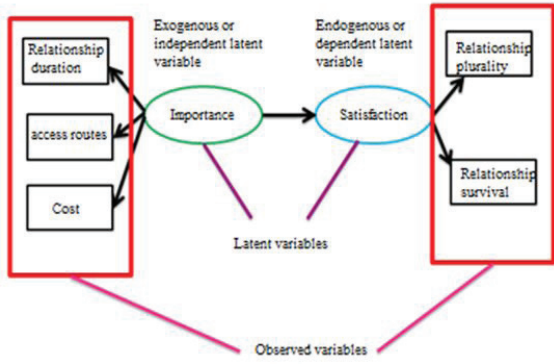 Exogenous or
independent latent
variable
Endogenous or
dependent latent
variable
Relationship
duration
access routes
Cost
Importance
Satisfaction
Relationship
plurality
Relationship
survival
Latent variables
Observed variables